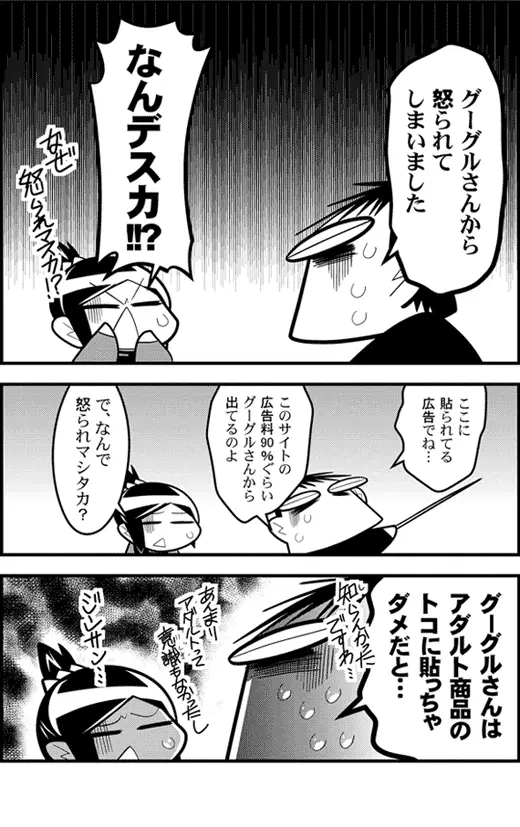 グーグルさんから
怒られて
しまいました
なんデスカ!!?
なぜ
怒られマスカ!?
ここに
貼られてる
広告でね…
このサイトの
広告料90%ぐらい
グーグルさんから
出てるのよ
で、なんで
怒られマシタカ?
グーグルさんは
アダルト商品の
トコに貼っちゃ
ダメだと…
知らんかった
ですわ…
あまり
アダルトって
意識もなかったし
ジンサン…